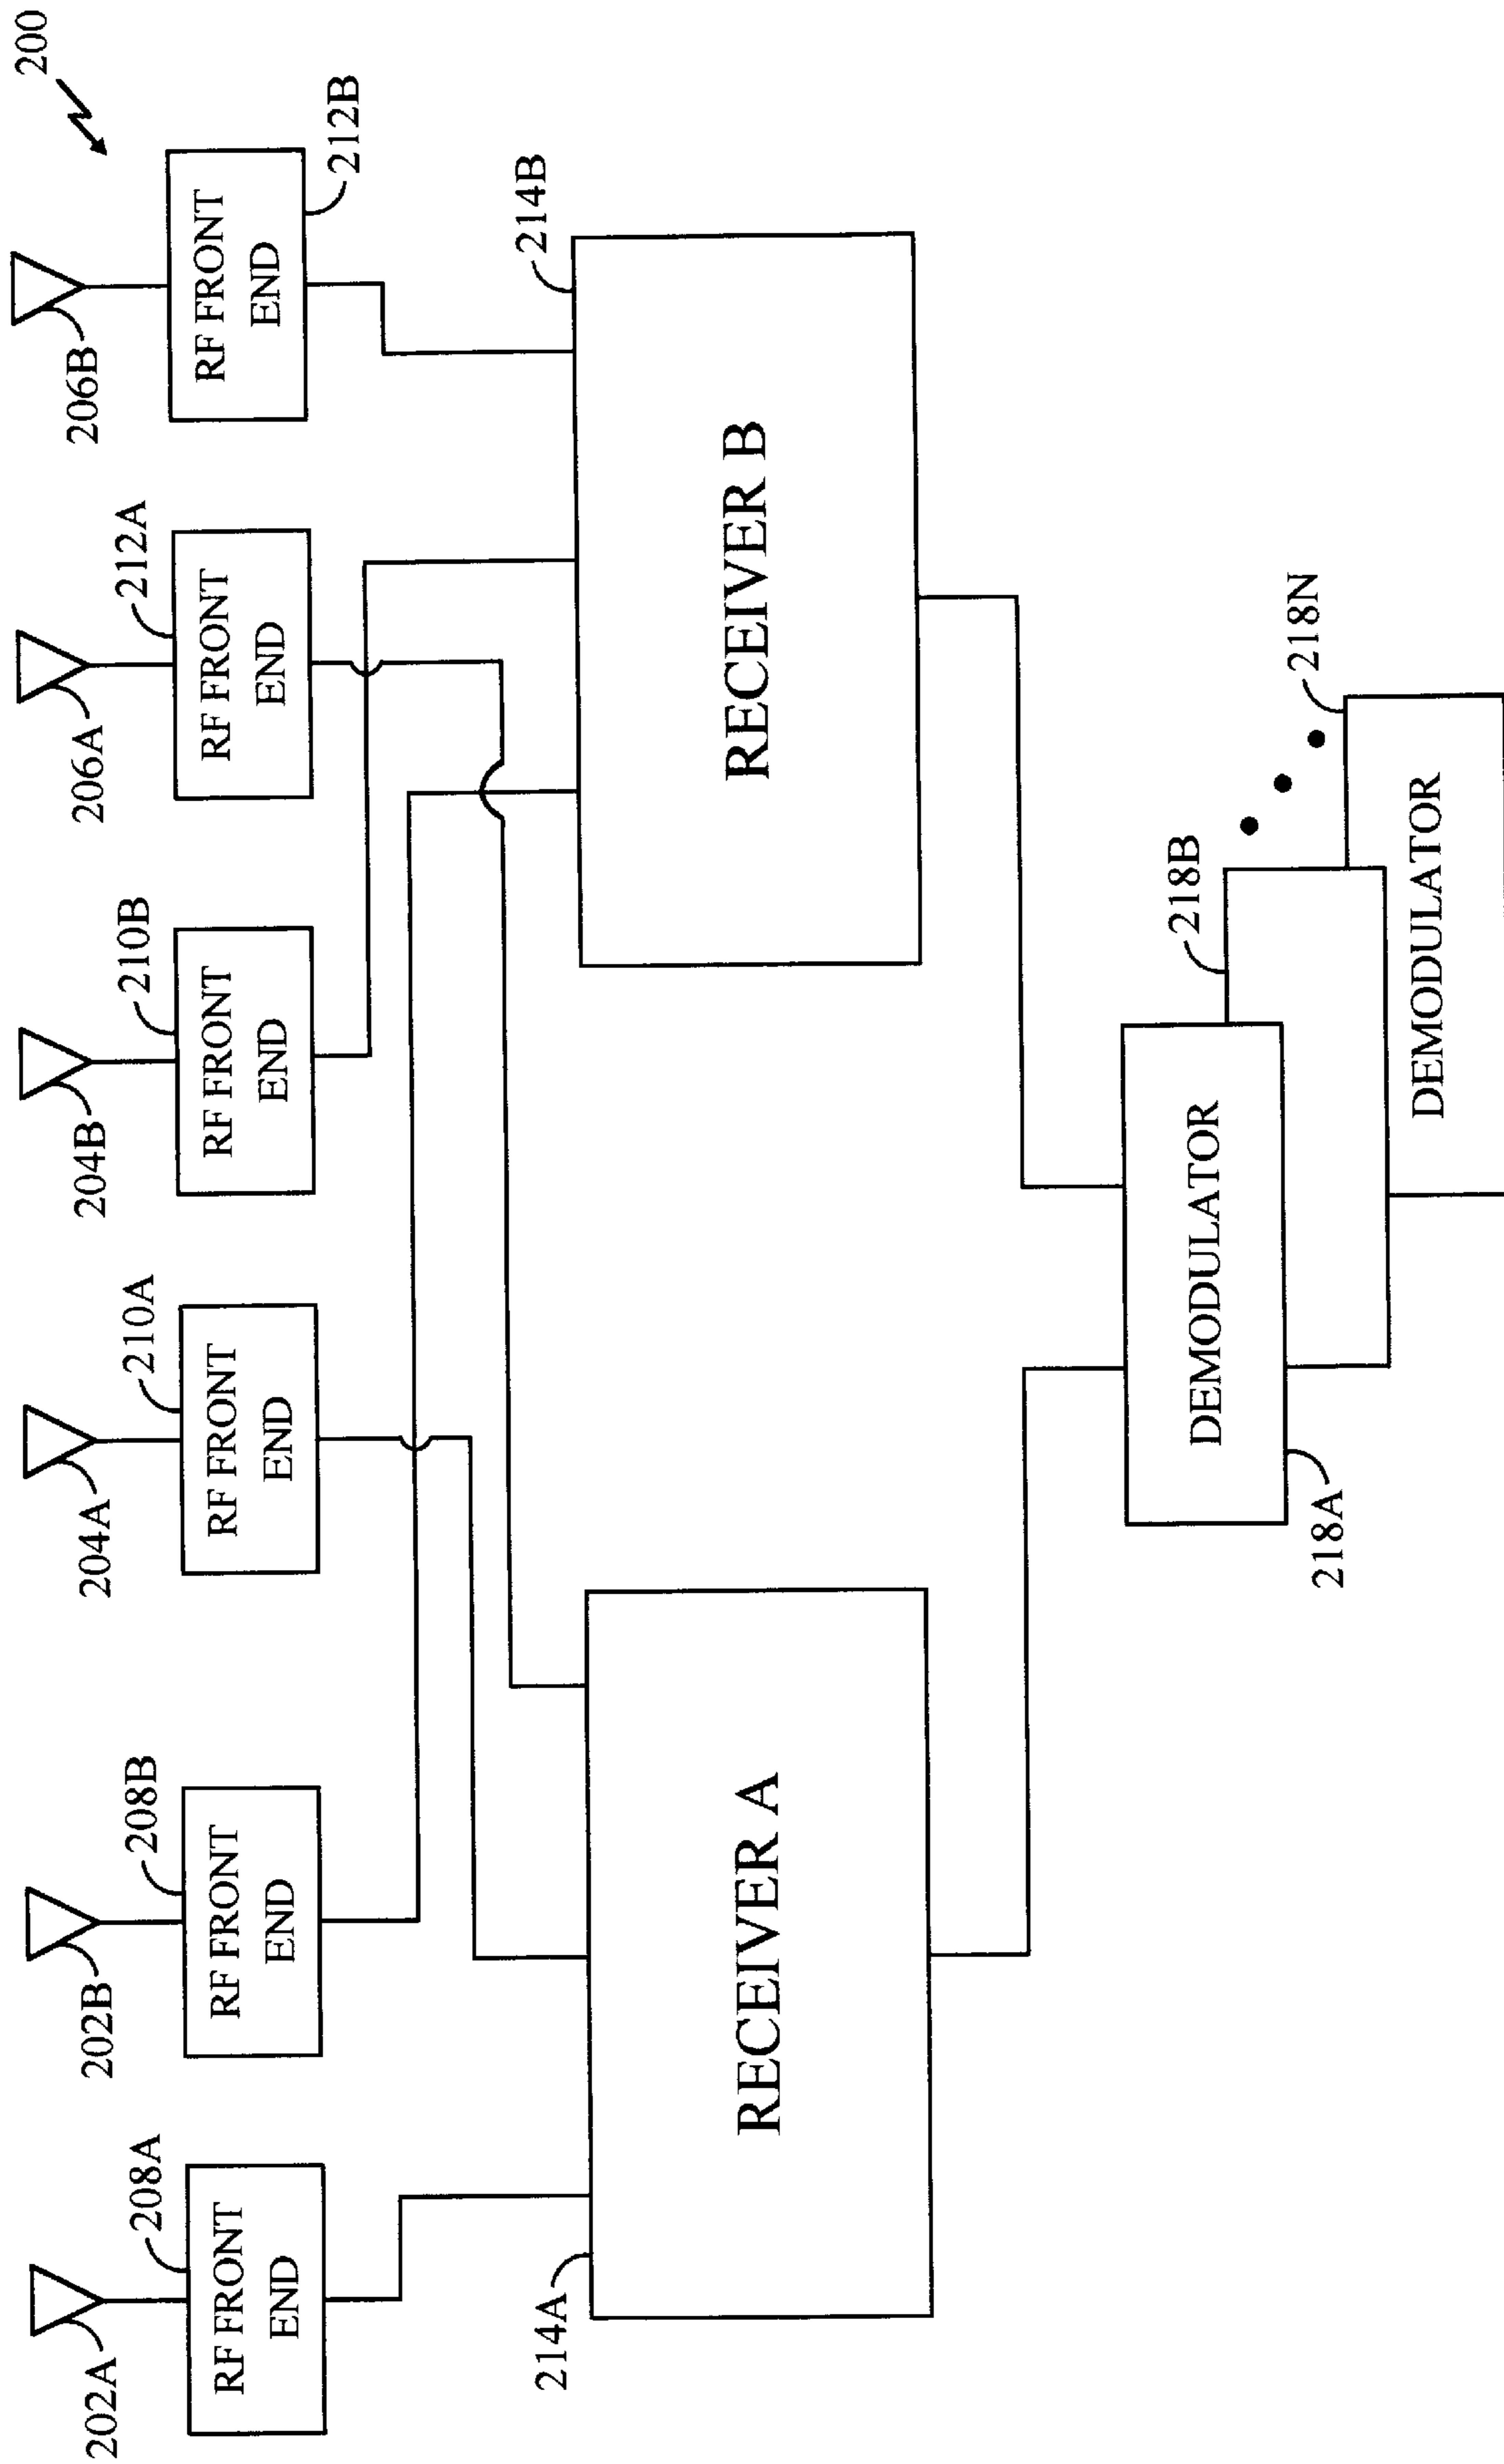 200
202A
202B
204A
204B
206A
206B
208A
208B
210A
210B
212A
212B
RF FRONT
END
RF FRONT
END
RF FRONT
END
RF FRONT
END
RF FRONT
END
RF FRONT
END
214A
214B
RECEIVER A
RECEIVER B
218A
218B
218N
DEMODULATOR
DEMODULATOR